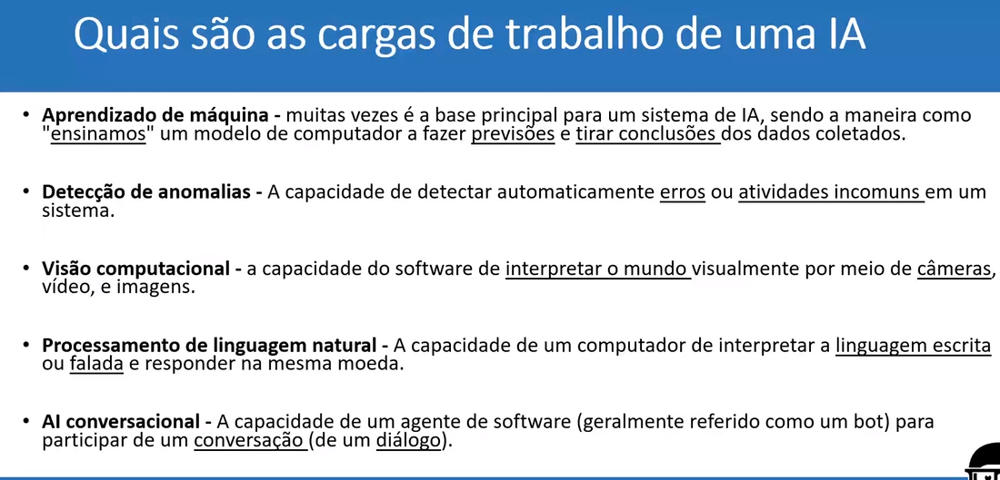 Quais são as cargas de trabalho de uma IA
• Aprendizado de máquina - muitas vezes é a base principal para um sistema de IA, sendo a maneira como
"ensinamos" um modelo de computador a fazer previsões e tirar conclusões dos dados coletados.
• Detecção de anomalias - A capacidade de detectar automaticamente erros ou atividades incomuns em um
sistema.
• Visão computacional - a capacidade do software de interpretar o mundo visualmente por meio de câmeras,
vídeo, e imagens.
• Processamento de linguagem natural - A capacidade de um computador de interpretar a linguagem escrita
ou falada e responder na mesma moeda.
• AI conversacional - A capacidade de um agente de software (geralmente referido como um bot) para
participar de um conversação (de um diálogo).